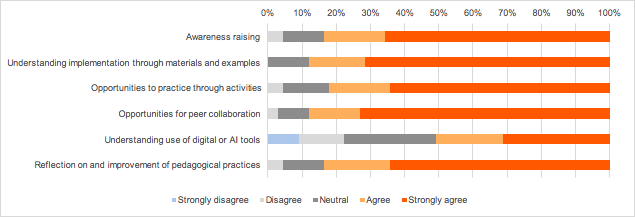 0% 10% 20% 30% 40% 50% 60% 70% 80% 90% 100%
Awareness raising
Understanding implementation through materials and examples
Opportunities to practice through activities
Opportunities for peer collaboration
Understanding use of digital or AI tools
Reflection on and improvement of pedagogical practices
Strongly disagree Disagree Neutral Agree Strongly agree